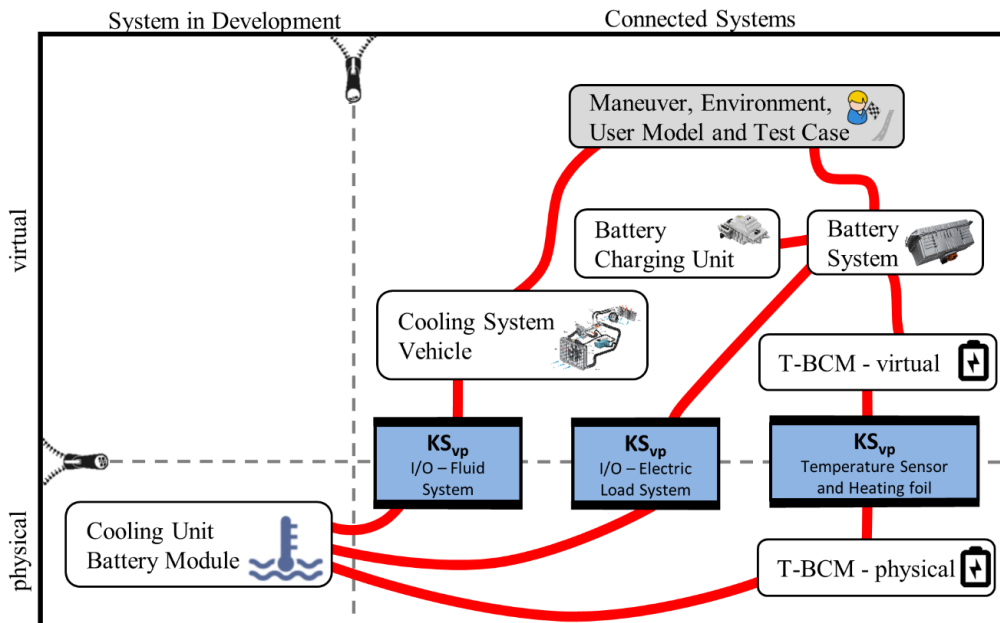 System in Development
Connected Systems
virtual
physical
Maneuver, Environment,
User Model and Test Case
Battery
Charging Unit
Battery
System
Cooling System
Vehicle
T-BCM - virtual
KSvp
I/O – Fluid
System
KSvp
I/O – Electric
Load System
KSvp
Temperature Sensor
and Heating foil
Cooling Unit
Battery Module
T-BCM - physical